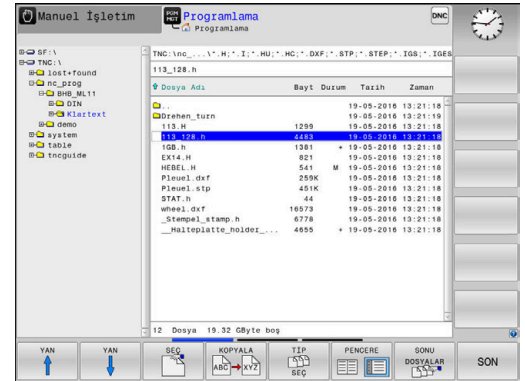 Manuel İşletim
PGM MGT Programlama
Programlama
DNC
SF:\
TNC:\
lost+found
nc_prog
BHB_ML11
DIN
Klartext
demo
system
table
tncguide
TNC:\nc_...\*.H;*.I;*.HU;*.HC;*.DXF;*.STP;*.STEP;*.IGS;*.IGES
113_128.h
Dosya Adı Bayt Durum Tarih Zaman
.. 19-05-2016 13:21:18
Drehen_turn 19-05-2016 13:21:19
113.H 1299 19-05-2016 13:21:18
113_128.h 4483 19-05-2016 13:21:18
1GB.h 1381 + 19-05-2016 13:21:18
EX14.H 821 19-05-2016 13:21:18
HEBEL.H 541 M 19-05-2016 13:21:18
Pleuel.dxf 259K 19-05-2016 13:21:18
Pleuel.stp 451K 19-05-2016 13:21:18
STAT.h 44 19-05-2016 13:21:18
wheel.dxf 16573 19-05-2016 13:21:18
_Stempel_stamp.h 6778 19-05-2016 13:21:18
__Halteplatte_holder_... 4655 + 19-05-2016 13:21:18
12 Dosya 19.32 GByte boş
YAN
YAN
SEÇ
KOPYALA
ABC XYZ
TİP
SEÇ
PENCERE
SONU
DOSYALAR
SON